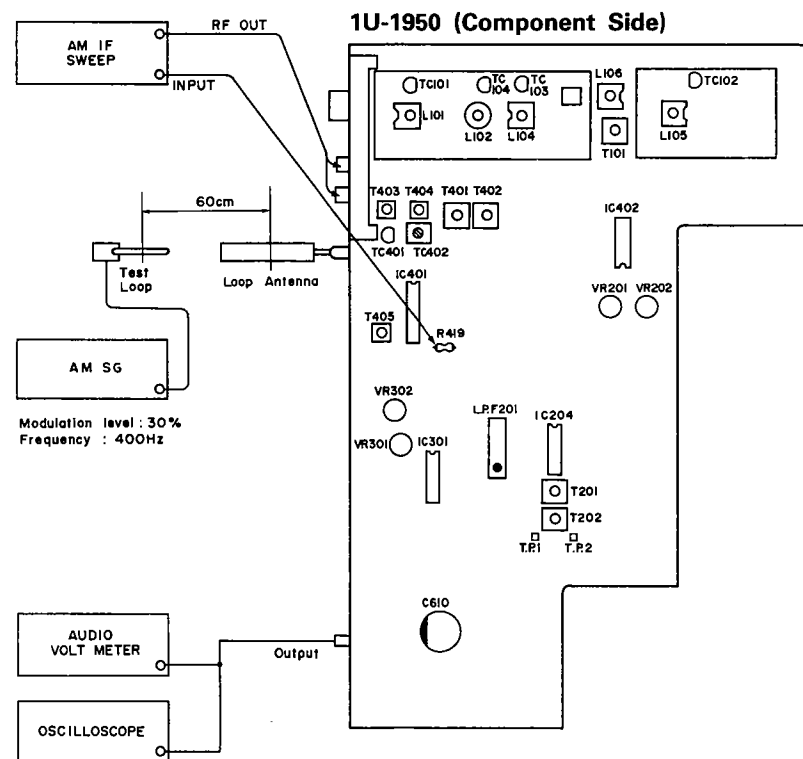 1U-1950 (Component Side)
AM IF
SWEEP
RF OUT
INPUT
TC101
TC
104
TC
103
L106
TC102
L101
L102
L104
T101
L105
60cm
T403
T404
T401
T402
IC402
TC401
TC402
Test
Loop
Loop Antenna
IC401
VR201
VR202
T405
R419
AM SG
Modulation level : 30%
Frequency : 400Hz
VR302
L.P.F201
IC204
VR301
IC301
T201
T202
T.P.1
T.P.2
C610
AUDIO
VOLT METER
Output
OSCILLOSCOPE